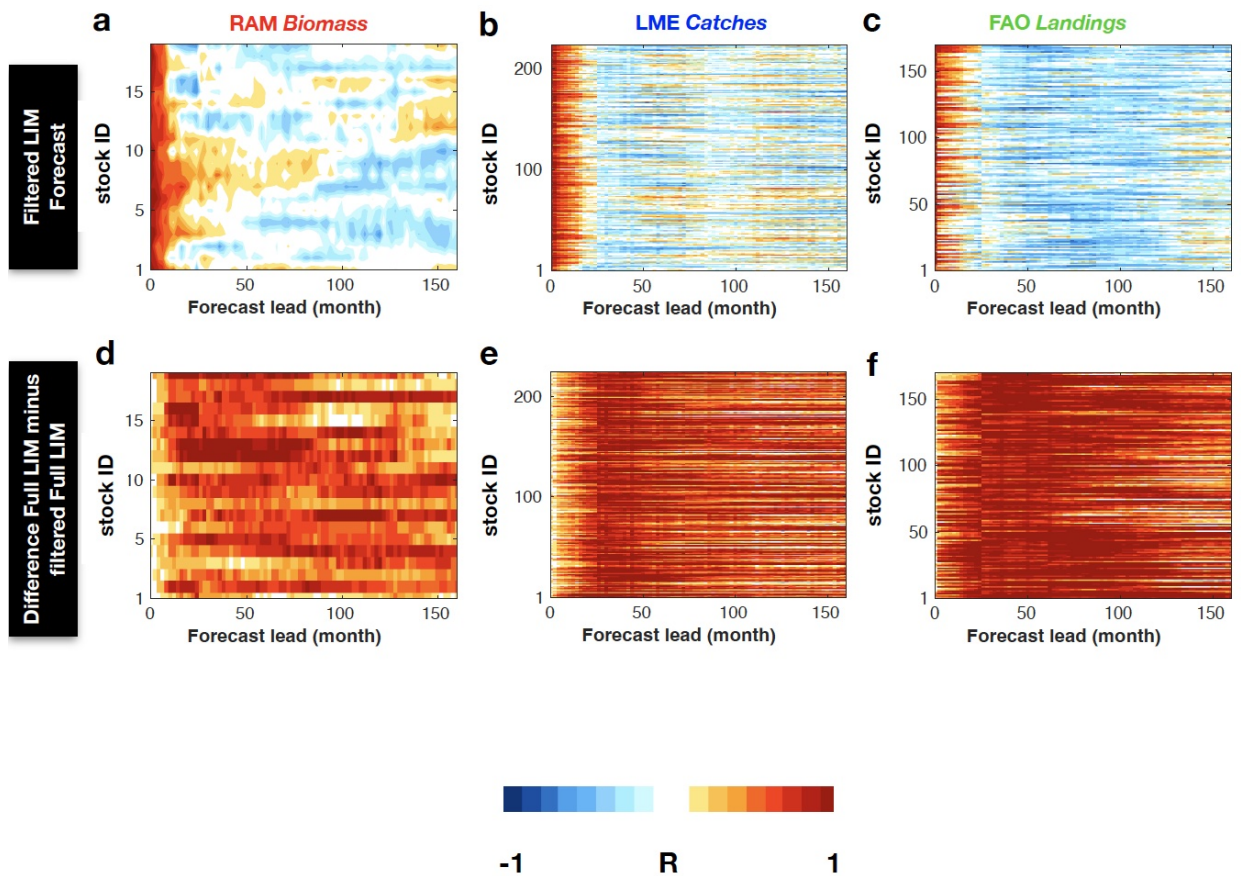 a
RAM Biomass
b
LME Catches
c
FAO Landings
Filtered LIM
Forecast
stock ID
15
10
5
1
0
50
100
150
Forecast lead (month)
stock ID
200
100
1
0
50
100
150
Forecast lead (month)
stock ID
150
100
50
1
0
50
100
150
Forecast lead (month)
Difference Full LIM minus
filtered Full LIM
d
stock ID
15
10
5
1
0
50
100
150
Forecast lead (month)
e
stock ID
200
100
1
0
50
100
150
Forecast lead (month)
f
stock ID
150
100
50
1
0
50
100
150
Forecast lead (month)
-1
R
1